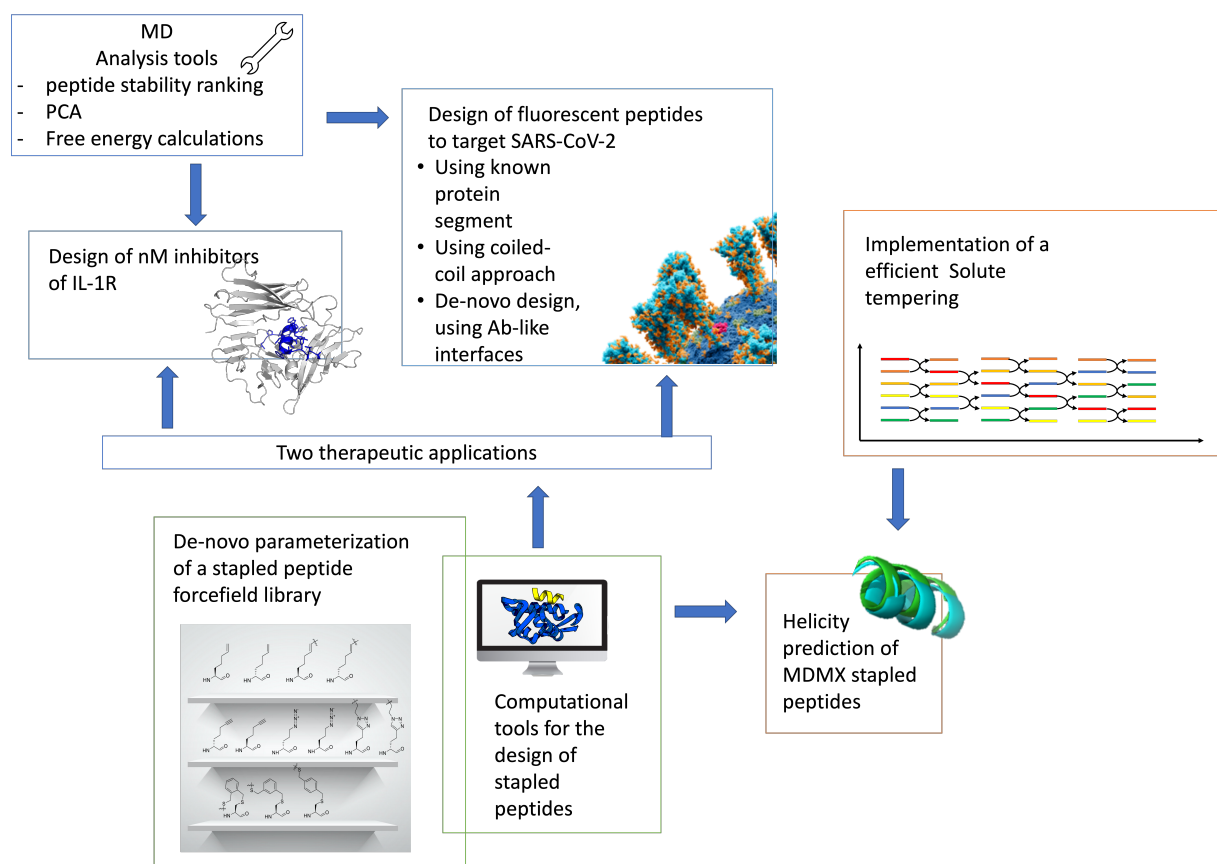 MD
Analysis tools
- peptide stability ranking
- PCA
- Free energy calculations
Design of fluorescent peptides
to target SARS-CoV-2
• Using known
protein
segment
• Using coiled-
coil approach
• De-novo design,
using Ab-like
interfaces
Design of nM inhibitors
of IL-1R
Implementation of a
efficient Solute
tempering
Two therapeutic applications
De-novo parameterization
of a stapled peptide
forcefield library
Computational
tools for the
design of
stapled
peptides
Helicity
prediction of
MDMX stapled
peptides